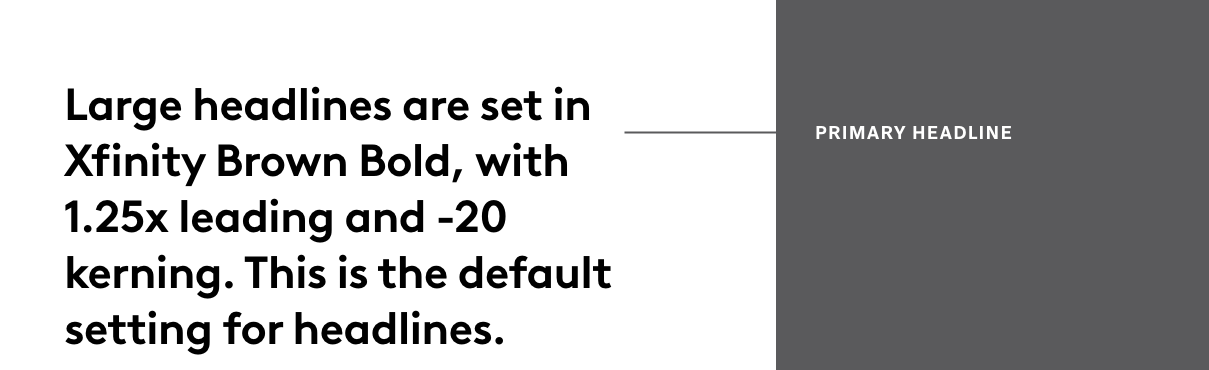 Large headlines are set in
Xfinity Brown Bold, with
1.25x leading and -20
kerning. This is the default
setting for headlines.
PRIMARY HEADLINE